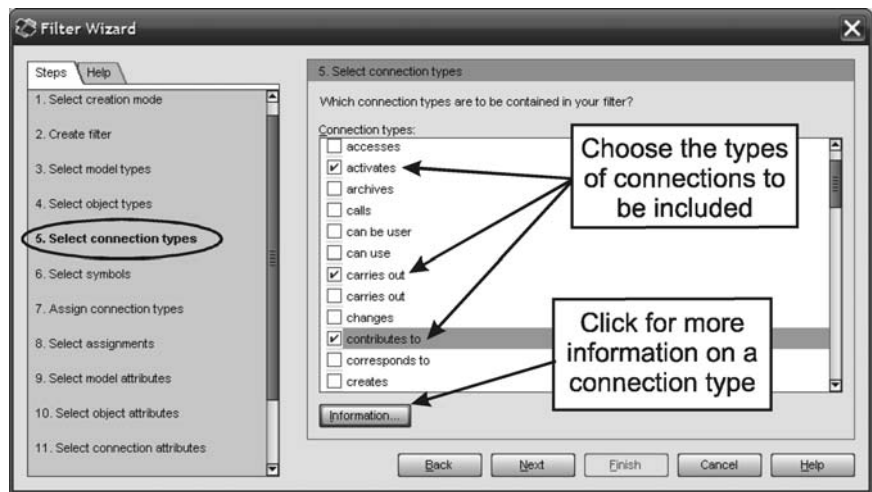 Filter Wizard
Steps
Help
1. Select creation mode
2. Create filter
3. Select model types
4. Select object types
5. Select connection types
6. Select symbols
7. Assign connection types
8. Select assignments
9. Select model attributes
10. Select object attributes
11. Select connection attributes
5. Select connection types
Which connection types are to be contained in your filter?
Connection types:
accesses
activates
archives
calls
can be user
can use
carries out
carries out
changes
contributes to
corresponds to
creates
Choose the types
of connections to
be included
Click for more
information on a
connection type
Information...
Back
Next
Finish
Cancel
Help